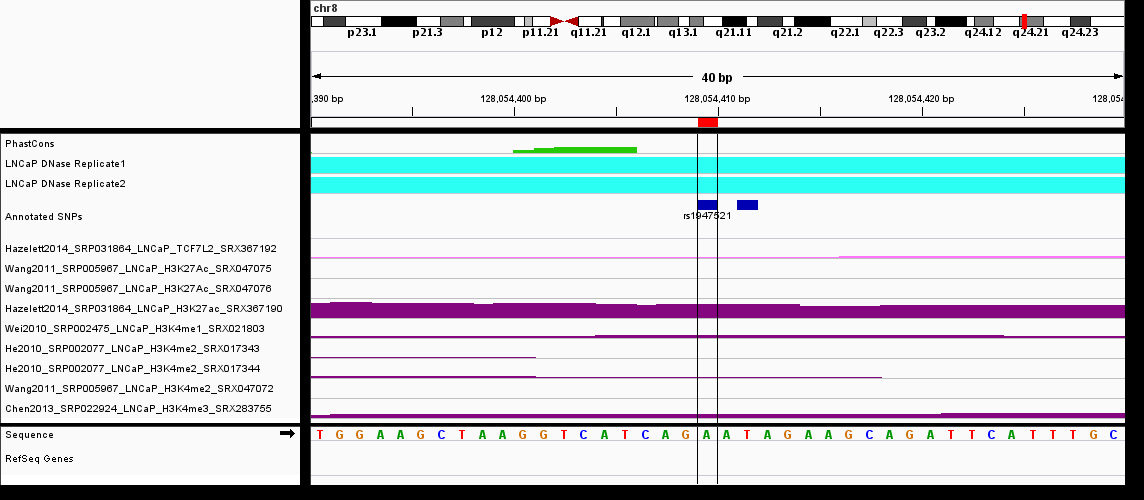 chr8
p23.1 p21.3 p12 p11.21 q11.21 q12.1 q13.1 q21.11 q21.2 q22.1 q22.3 q23.2 q24.12 q24.21 q24.23
40 bp
,390 bp 128,054,400 bp 128,054,410 bp 128,054,420 bp 128,054
PhastCons
LNCaP DNase Replicate1
LNCaP DNase Replicate2
Annotated SNPs
rs1947521
Hazelett2014_SRP031864_LNCaP_TCF7L2_SRX367192
Wang2011_SRP005967_LNCaP_H3K27Ac_SRX047075
Wang2011_SRP005967_LNCaP_H3K27Ac_SRX047076
Hazelett2014_SRP031864_LNCaP_H3K27ac_SRX367190
Wei2010_SRP002475_LNCaP_H3K4me1_SRX021803
He2010_SRP002077_LNCaP_H3K4me2_SRX017343
He2010_SRP002077_LNCaP_H3K4me2_SRX017344
Wang2011_SRP005967_LNCaP_H3K4me2_SRX047072
Chen2013_SRP022924_LNCaP_H3K4me3_SRX283755
Sequence T G G A A G C T A A G G T C A T C A G A A T A G A A G C A G A T T C A T T T G C
RefSeq Genes